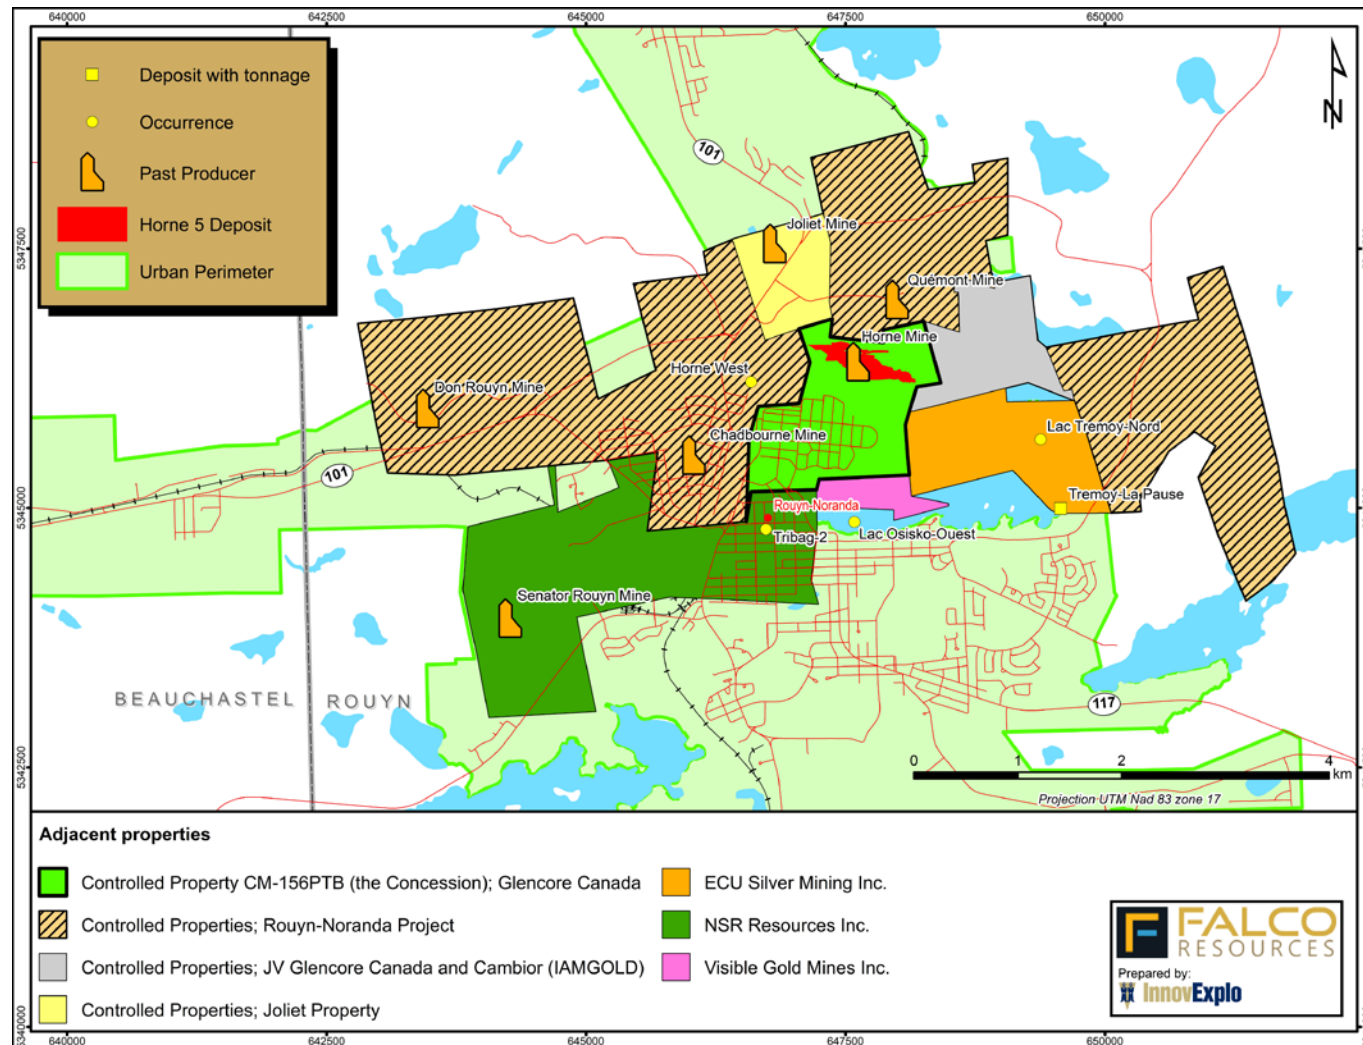 640000 642500 645000 647500 650000
Deposit with tonnage
Occurrence
Past Producer
Horne 5 Deposit
Urban Perimeter
N
101
5347500
Joliet Mine
Quémont Mine
Horne Mine
Horne West
Don Rouyn Mine
Chadbourne Mine
Lac Tremoy-Nord
101
Tremoy-La Pause
5345000
Rouyn-Noranda
Tribag-2
Lac Osisko-Ouest
Senator Rouyn Mine
BEAUCHASTEL ROUYN
117
5342500
0 1 2 4
km
Projection UTM Nad 83 zone 17
Adjacent properties
Controlled Property CM-156PTB (the Concession); Glencore Canada
Controlled Properties; Rouyn-Noranda Project
Controlled Properties; JV Glencore Canada and Cambior (IAMGOLD)
Controlled Properties; Joliet Property
ECU Silver Mining Inc.
NSR Resources Inc.
Visible Gold Mines Inc.
FALCO
RESOURCES
Prepared by:
InnovExplo
5340000
640000 642500 645000 647500 650000